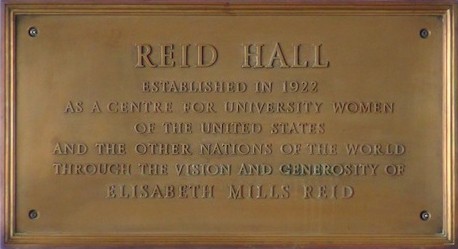 REID HALL
ESTABLISHED IN 1922
AS A CENTRE FOR UNIVERSITY WOMEN
OF THE UNITED STATES
AND THE OTHER NATIONS OF THE WORLD
THROUGH THE VISION AND GENEROSITY OF
ELISABETH MILLS REID